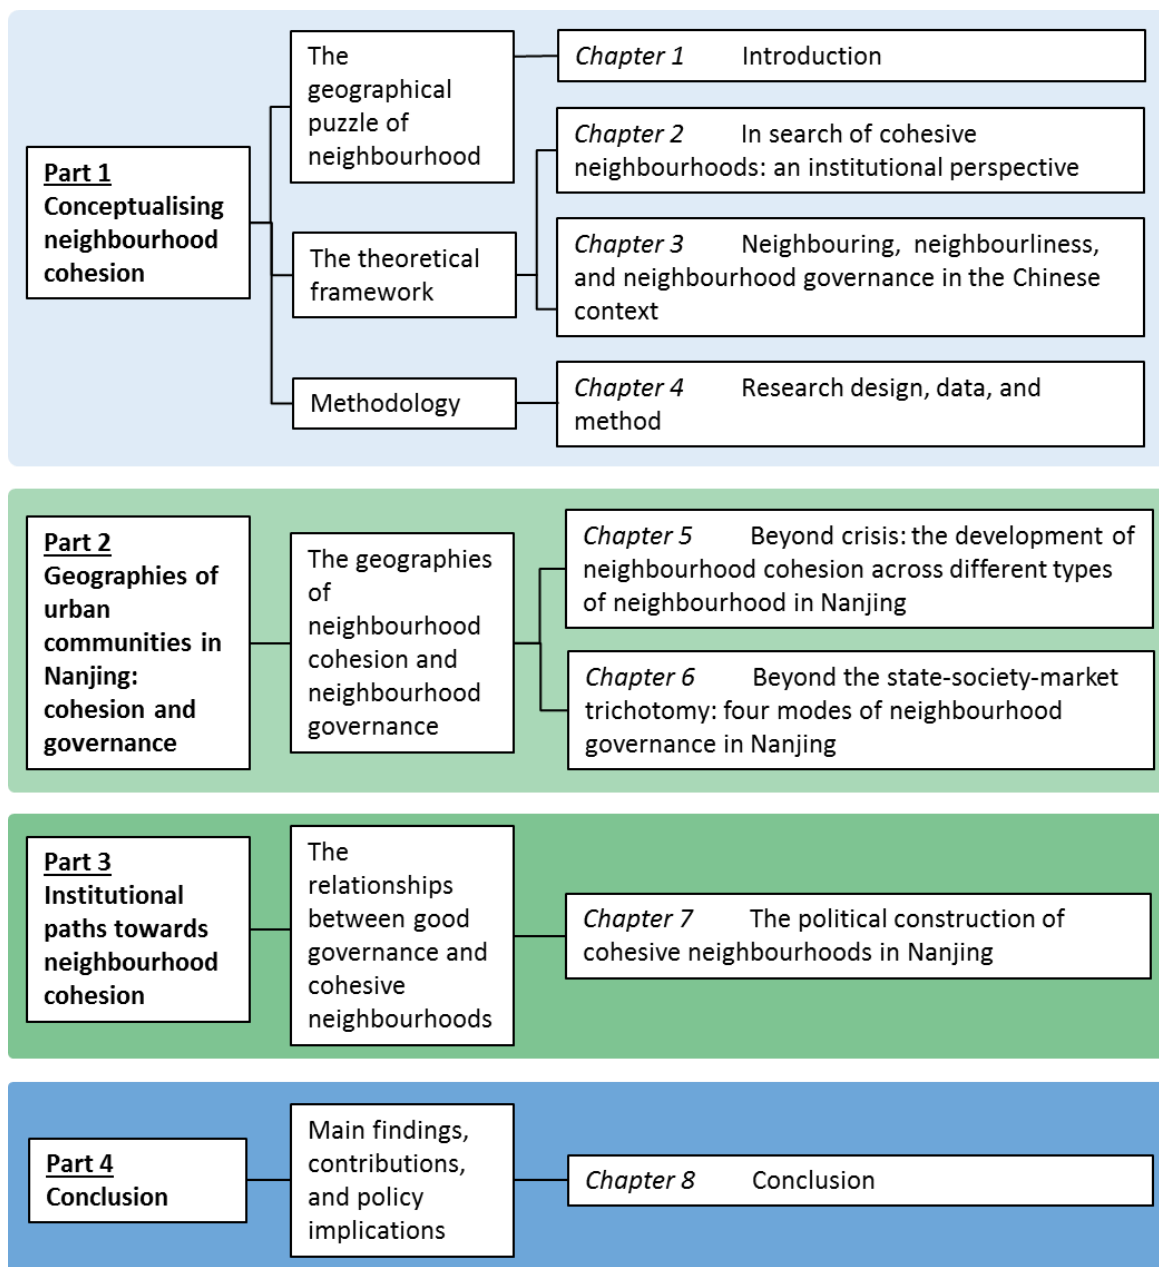 Part 1
Conceptualising
neighbourhood
cohesion
The
geographical
puzzle of
neighbourhood
Chapter 1 Introduction
The theoretical
framework
Chapter 2 In search of cohesive
neighbourhoods: an institutional perspective
Chapter 3 Neighbouring, neighbourliness,
and neighbourhood governance in the Chinese
context
Methodology
Chapter 4 Research design, data, and
method
Part 2
Geographies of
urban
communities in
Nanjing:
cohesion and
governance
The geographies
of
neighbourhood
cohesion and
neighbourhood
governance
Chapter 5 Beyond crisis: the development of
neighbourhood cohesion across different types
of neighbourhood in Nanjing
Chapter 6 Beyond the state-society-market
trichotomy: four modes of neighbourhood
governance in Nanjing
Part 3
Institutional
paths towards
neighbourhood
cohesion
The
relationships
between good
governance and
cohesive
neighbourhoods
Chapter 7 The political construction of
cohesive neighbourhoods in Nanjing
Part 4
Conclusion
Main findings,
contributions,
and policy
implications
Chapter 8 Conclusion